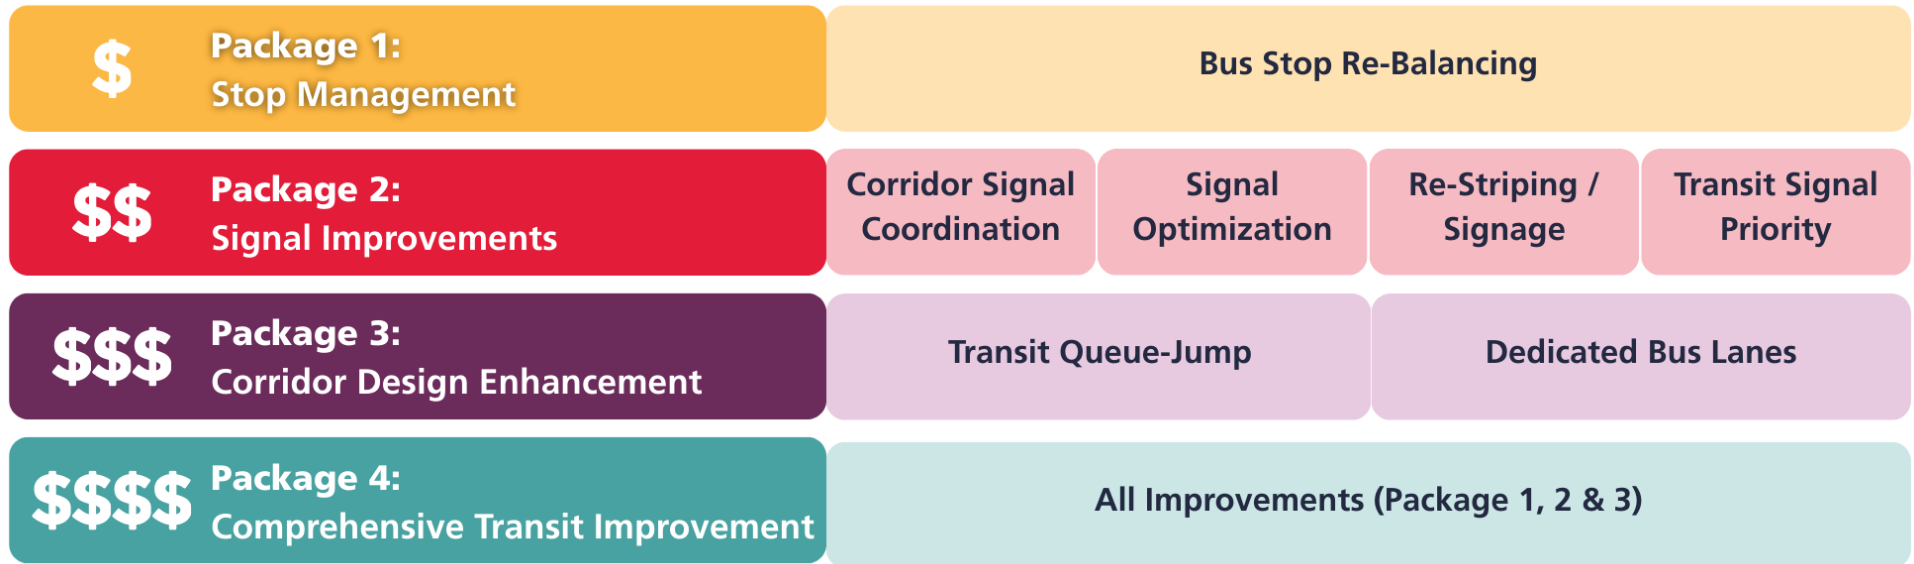 $
Package 1:
Stop Management
Bus Stop Re-Balancing
$$
Package 2:
Signal Improvements
Corridor Signal
Coordination
Signal
Optimization
Re-Striping /
Signage
Transit Signal
Priority
$$$
Package 3:
Corridor Design Enhancement
Transit Queue-Jump
Dedicated Bus Lanes
$$$$
Package 4:
Comprehensive Transit Improvement
All Improvements (Package 1, 2 & 3)